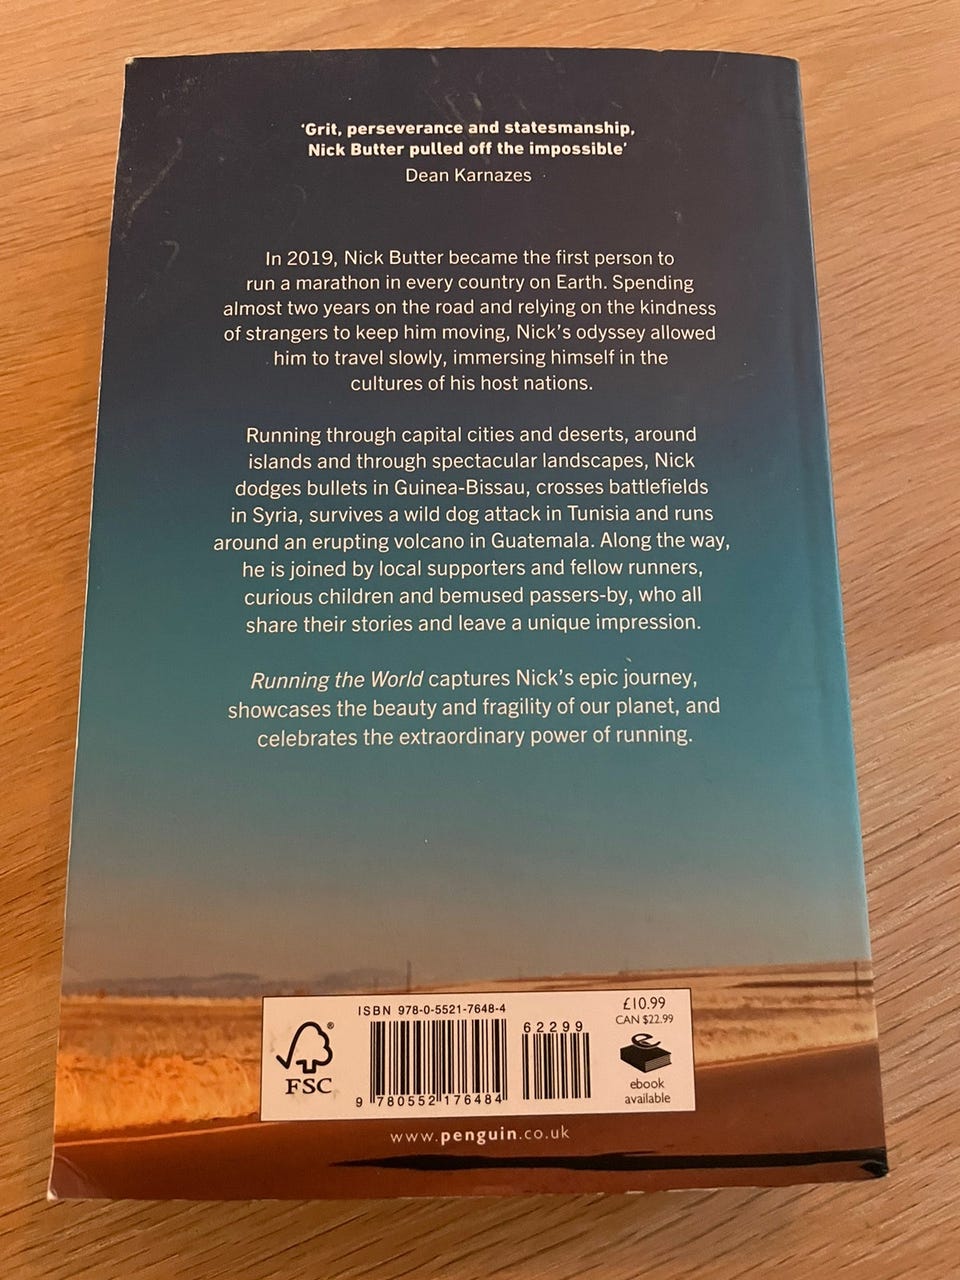 'Grit, perseverance and statesmanship,
Nick Butter pulled off the impossible'
Dean Karnazes
In 2019, Nick Butter became the first person to
run a marathon in every country on Earth. Spending
almost two years on the road and relying on the kindness
of strangers to keep him moving, Nick's odyssey allowed
him to travel slowly, immersing himself in the
cultures of his host nations.
Running through capital cities and deserts, around
islands and through spectacular landscapes, Nick
dodges bullets in Guinea-Bissau, crosses battlefields
in Syria, survives a wild dog attack in Tunisia and runs
around an erupting volcano in Guatemala. Along the way,
he is joined by local supporters and fellow runners,
curious children and bemused passers-by, who all
share their stories and leave a unique impression.
Running the World captures Nick's epic journey,
showcases the beauty and fragility of our planet, and
celebrates the extraordinary power of running.
® FSC
ISBN 978-0-5521-7648-4
62299
9 780552 176484
£10.99
CAN $22.99
e
ebook
available
www.penguin.co.uk